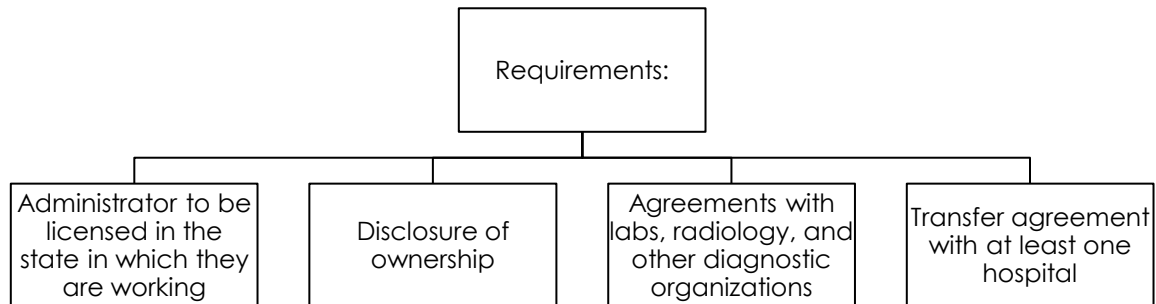 Requirements:
Administrator to be
licensed in the
state in which they
are working
Disclosure of
ownership
Agreements with
labs, radiology, and
other diagnostic
organizations
Transfer agreement
with at least one
hospital